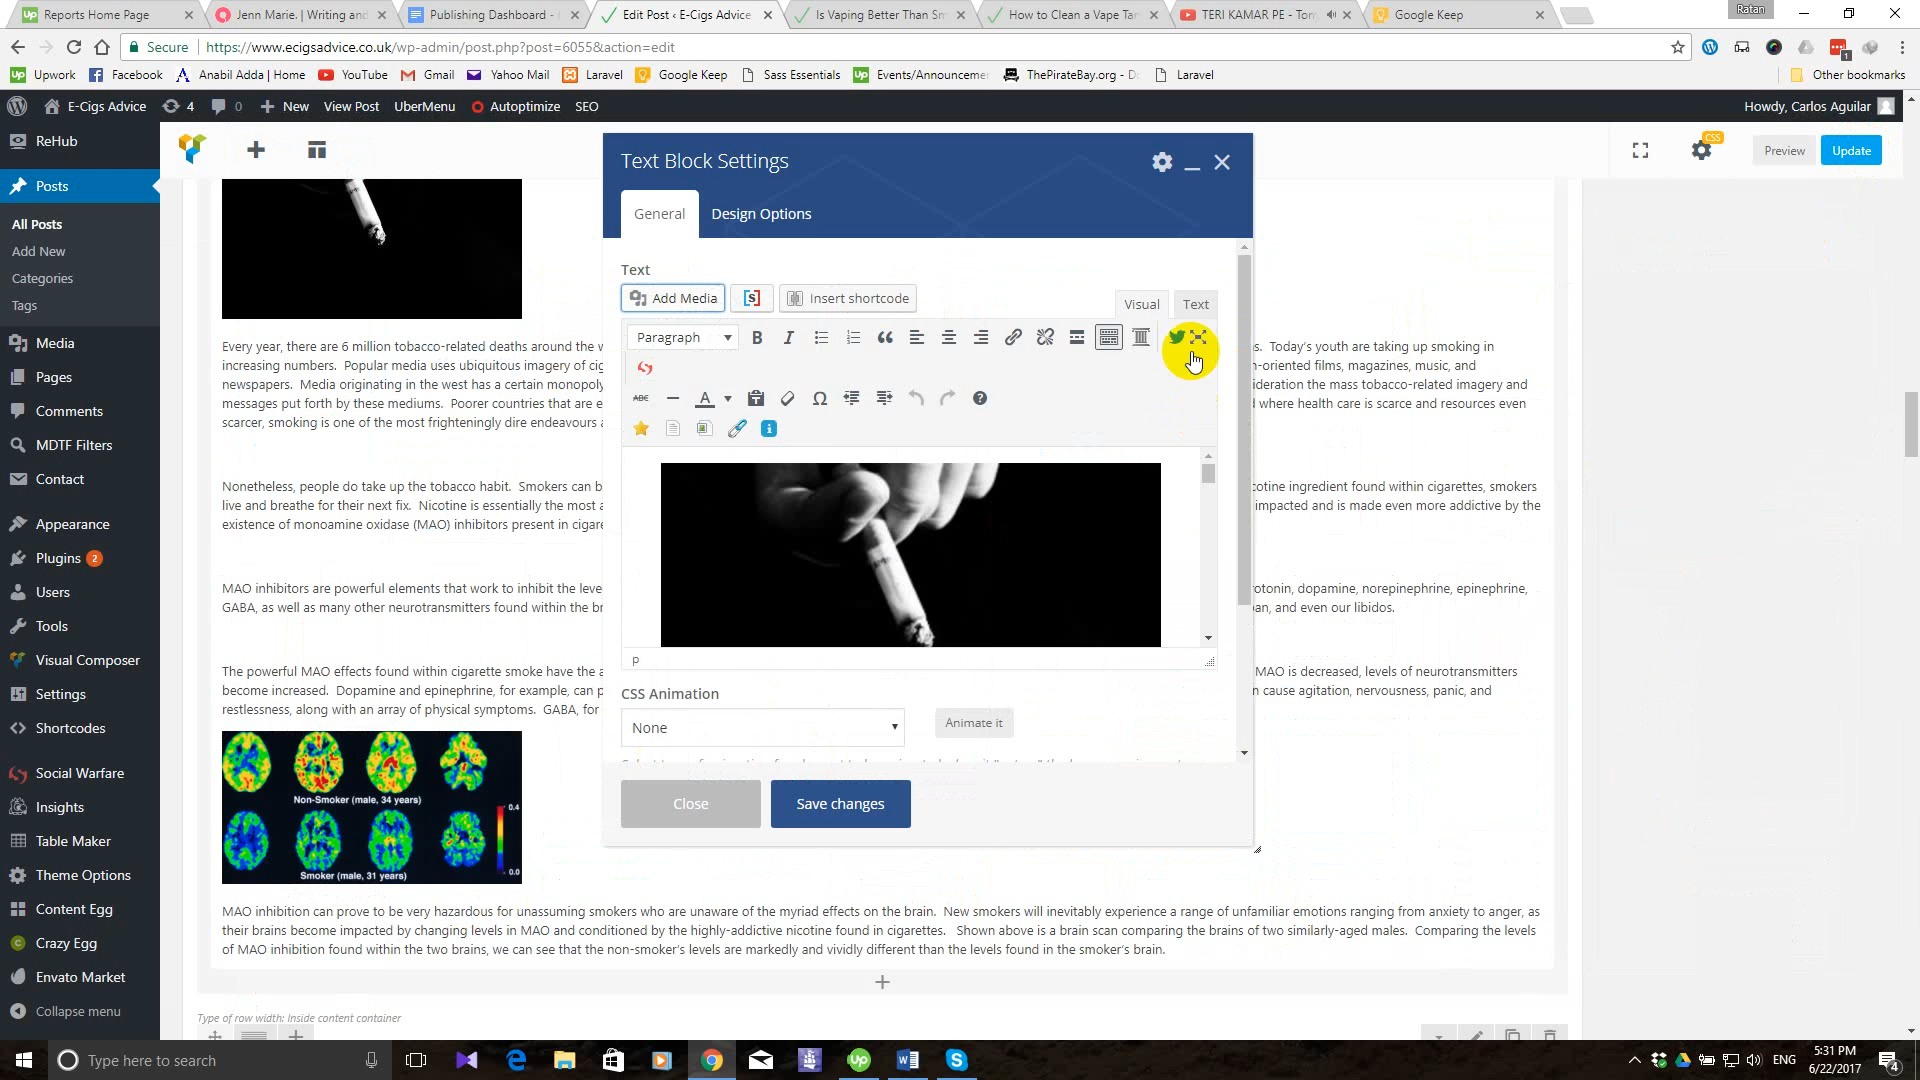 Reports Home Page
Jenn Marie. | Writing and
Publishing Dashboard -
Edit Post ‹ E-Cigs Advice
Is Vaping Better Than Sm
How to Clean a Vape Tan
TERI KAMAR PE - Tony
Google Keep
Ratan
Secure
https://www.ecigsadvice.co.uk/wp-admin/post.php?post=6055&action=edit
Upwork
Facebook
Anabil Adda | Home
YouTube
Gmail
Yahoo Mail
Laravel
Google Keep
Sass Essentials
Events/Announcemen
ThePirateBay.org - Do
Laravel
Other bookmarks
E-Cigs Advice
4
0
New
View Post
UberMenu
Autoptimize
SEO
Howdy, Carlos Aguilar
ReHub
Posts
All Posts
Add New
Categories
Tags
Media
Pages
Comments
MDTF Filters
Contact
Appearance
Plugins 2
Users
Tools
Visual Composer
Settings
Shortcodes
Social Warfare
Insights
Table Maker
Theme Options
Content Egg
Crazy Egg
Envato Market
Collapse menu
CSS
Preview
Update
Text Block Settings
General
Design Options
Text
Add Media
[S]
Insert shortcode
Visual
Text
Paragraph
B
I
ABC
A
Ω
p
CSS Animation
None
Animate it
Close
Save changes
Every year, there are 6 million tobacco-related deaths around the w
s. Today's youth are taking up smoking in
increasing numbers. Popular media uses ubiquitous imagery of cig
n-oriented films, magazines, music, and
newspapers. Media originating in the west has a certain monopoly
ideration the mass tobacco-related imagery and
messages put forth by these mediums. Poorer countries that are e
where health care is scarce and resources even
scarcer, smoking is one of the most frighteningly dire endeavours a
Nonetheless, people do take up the tobacco habit. Smokers can b
cotine ingredient found within cigarettes, smokers
live and breathe for their next fix. Nicotine is essentially the most a
impacted and is made even more addictive by the
existence of monoamine oxidase (MAO) inhibitors present in cigare
MAO inhibitors are powerful elements that work to inhibit the leve
rotonin, dopamine, norepinephrine, epinephrine,
GABA, as well as many other neurotransmitters found within the br
an, and even our libidos.
The powerful MAO effects found within cigarette smoke have the a
MAO is decreased, levels of neurotransmitters
become increased. Dopamine and epinephrine, for example, can p
n cause agitation, nervousness, panic, and
restlessness, along with an array of physical symptoms. GABA, for
Non-Smoker (male, 34 years)
0.4
Smoker (male, 31 years)
0.0
MAO inhibition can prove to be very hazardous for unassuming smokers who are unaware of the myriad effects on the brain. New smokers will inevitably experience a range of unfamiliar emotions ranging from anxiety to anger, as
their brains become impacted by changing levels in MAO and conditioned by the highly-addictive nicotine found in cigarettes. Shown above is a brain scan comparing the brains of two similarly-aged males. Comparing the levels
of MAO inhibition found within the two brains, we can see that the non-smoker's levels are markedly and vividly different than the levels found in the smoker's brain.
Type of row width: Inside content container
Type here to search
ENG
5:31 PM
6/22/2017
4